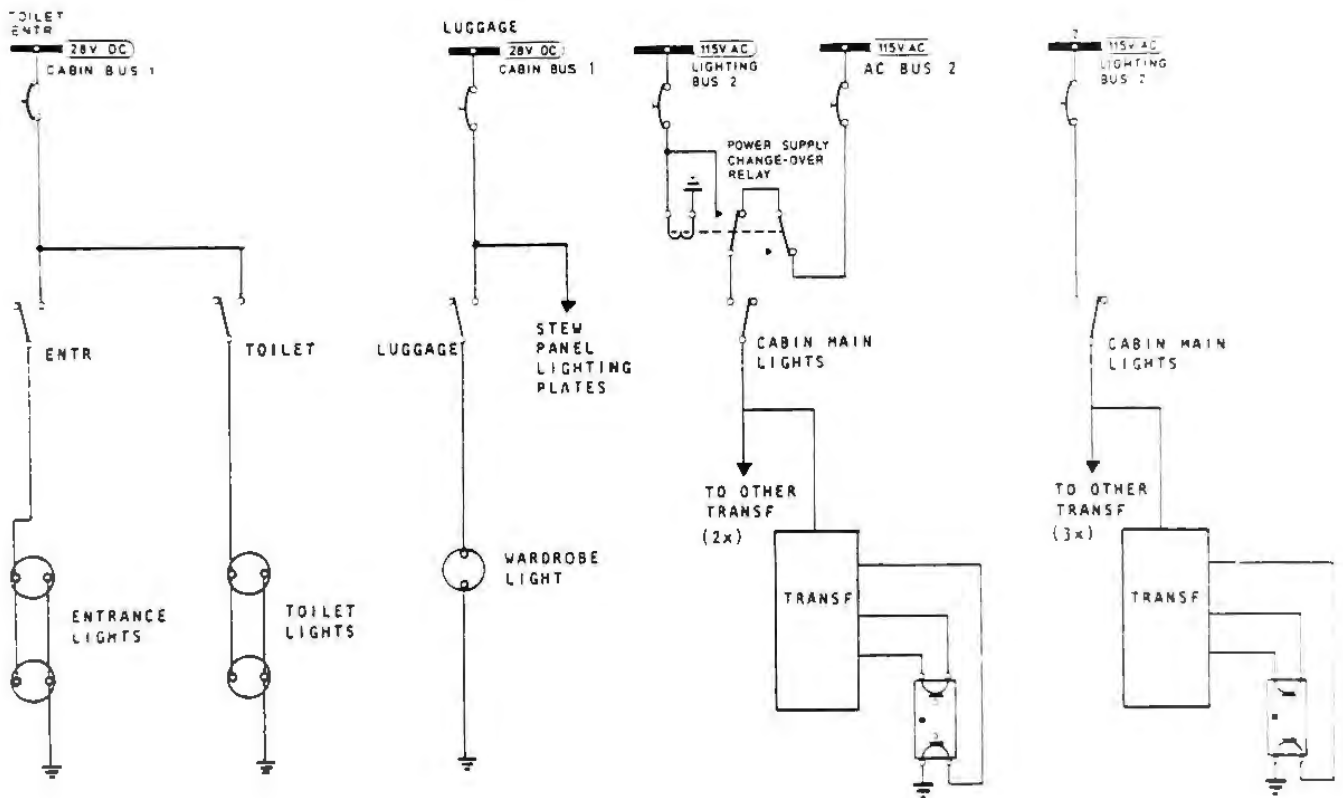 TOILET
ENTR
28V DC
CABIN BUS 1
LUGGAGE
28V DC
CABIN BUS 1
115V AC
LIGHTING
BUS 2
115V AC
AC BUS 2
2
115V AC
LIGHTING
BUS 2
POWER SUPPLY
CHANGE-OVER
RELAY
ENTR
TOILET
LUGGAGE
STEW
PANEL
LIGHTING
PLATES
CABIN MAIN
LIGHTS
CABIN MAIN
LIGHTS
TO OTHER
TRANSF
(2x)
TO OTHER
TRANSF
(3x)
ENTRANCE
LIGHTS
TOILET
LIGHTS
WARDROBE
LIGHT
TRANSF
TRANSF